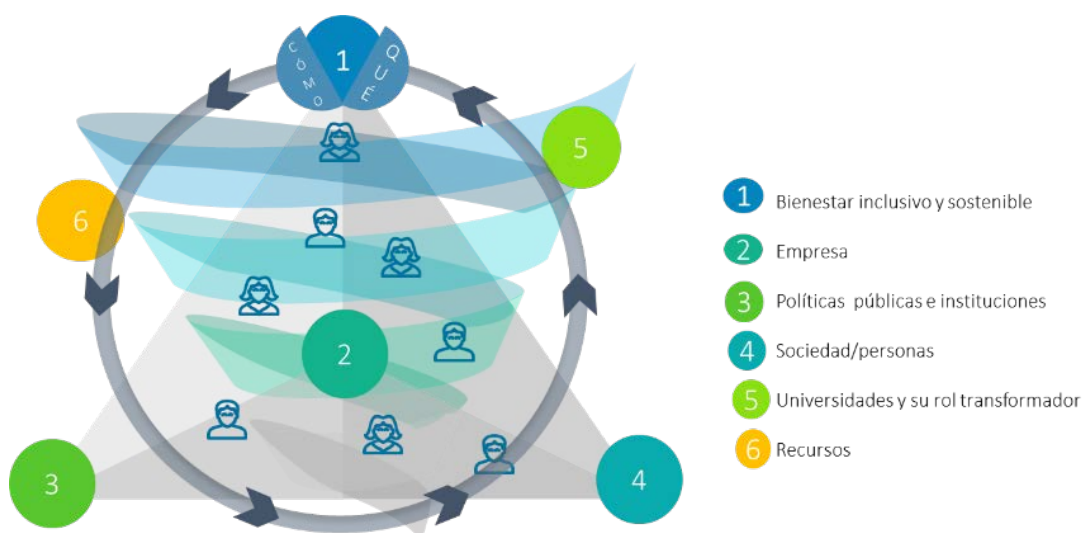 CÓMO
1
QUÉ
5
6
2
3
4
1 Bienestar inclusivo y sostenible
2 Empresa
3 Políticas públicas e instituciones
4 Sociedad/personas
5 Universidades y su rol transformador
6 Recursos